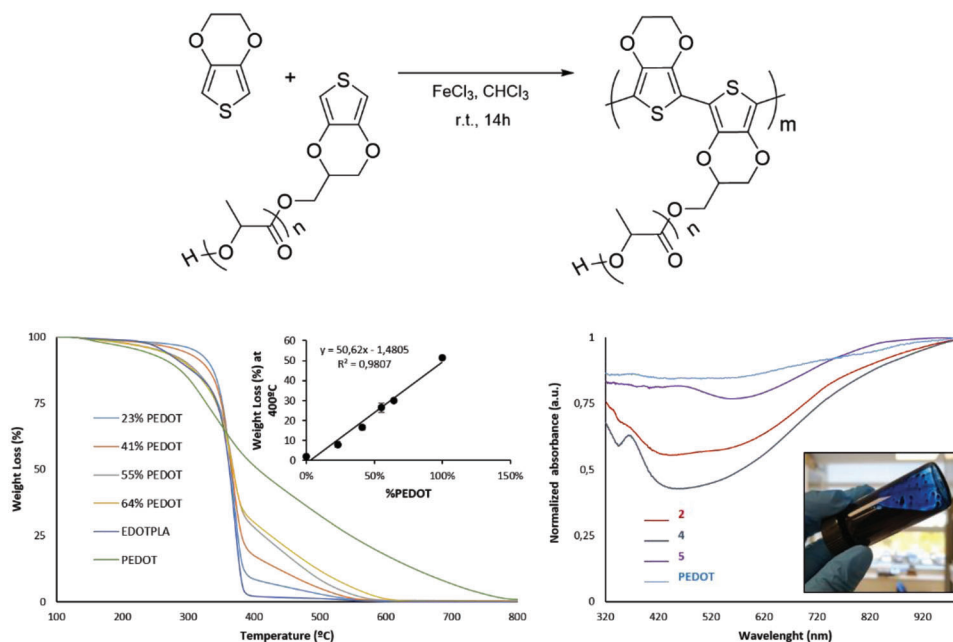 O
O
S
+
S
O
O
O
n
H
O
O
FeCl3, CHCl3
r.t., 14h
O
O
S
S
m
O
O
O
n
H
O
O
100
75
50
25
0
Weight Loss (%)
100 200 300 400 500 600 700 800
Temperature (ºC)
23% PEDOT
41% PEDOT
55% PEDOT
64% PEDOT
EDOTPLA
PEDOT
y = 50,62x - 1,4805
R² = 0,9807
60
50
40
30
20
10
0
Weight Loss (%) at
400ºC
0% 50% 100% 150%
%PEDOT
1
0,75
0,5
0,25
0
Normalized absorbance (a.u.)
320 420 520 620 720 820 920
Wavelenght (nm)
2
4
5
PEDOT